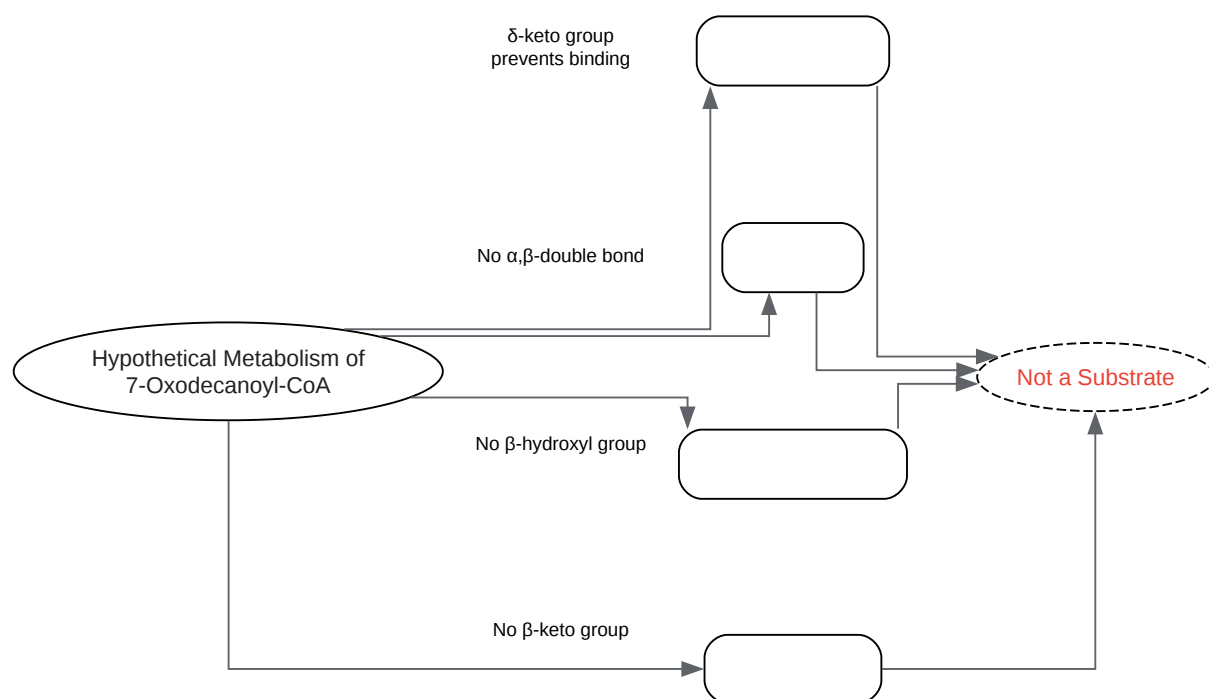 δ-keto group
prevents binding
No α,β-double bond
Hypothetical Metabolism of
7-Oxodecanoyl-CoA
Not a Substrate
No β-hydroxyl group
No β-keto group